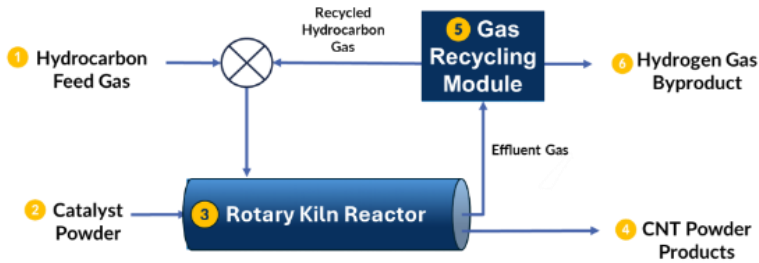 Recycled
Hydrocarbon
Gas
1 Hydrocarbon
Feed Gas
5 Gas
Recycling
Module
6 Hydrogen Gas
Byproduct
Effluent Gas
2 Catalyst
Powder
3 Rotary Kiln Reactor
4 CNT Powder
Products